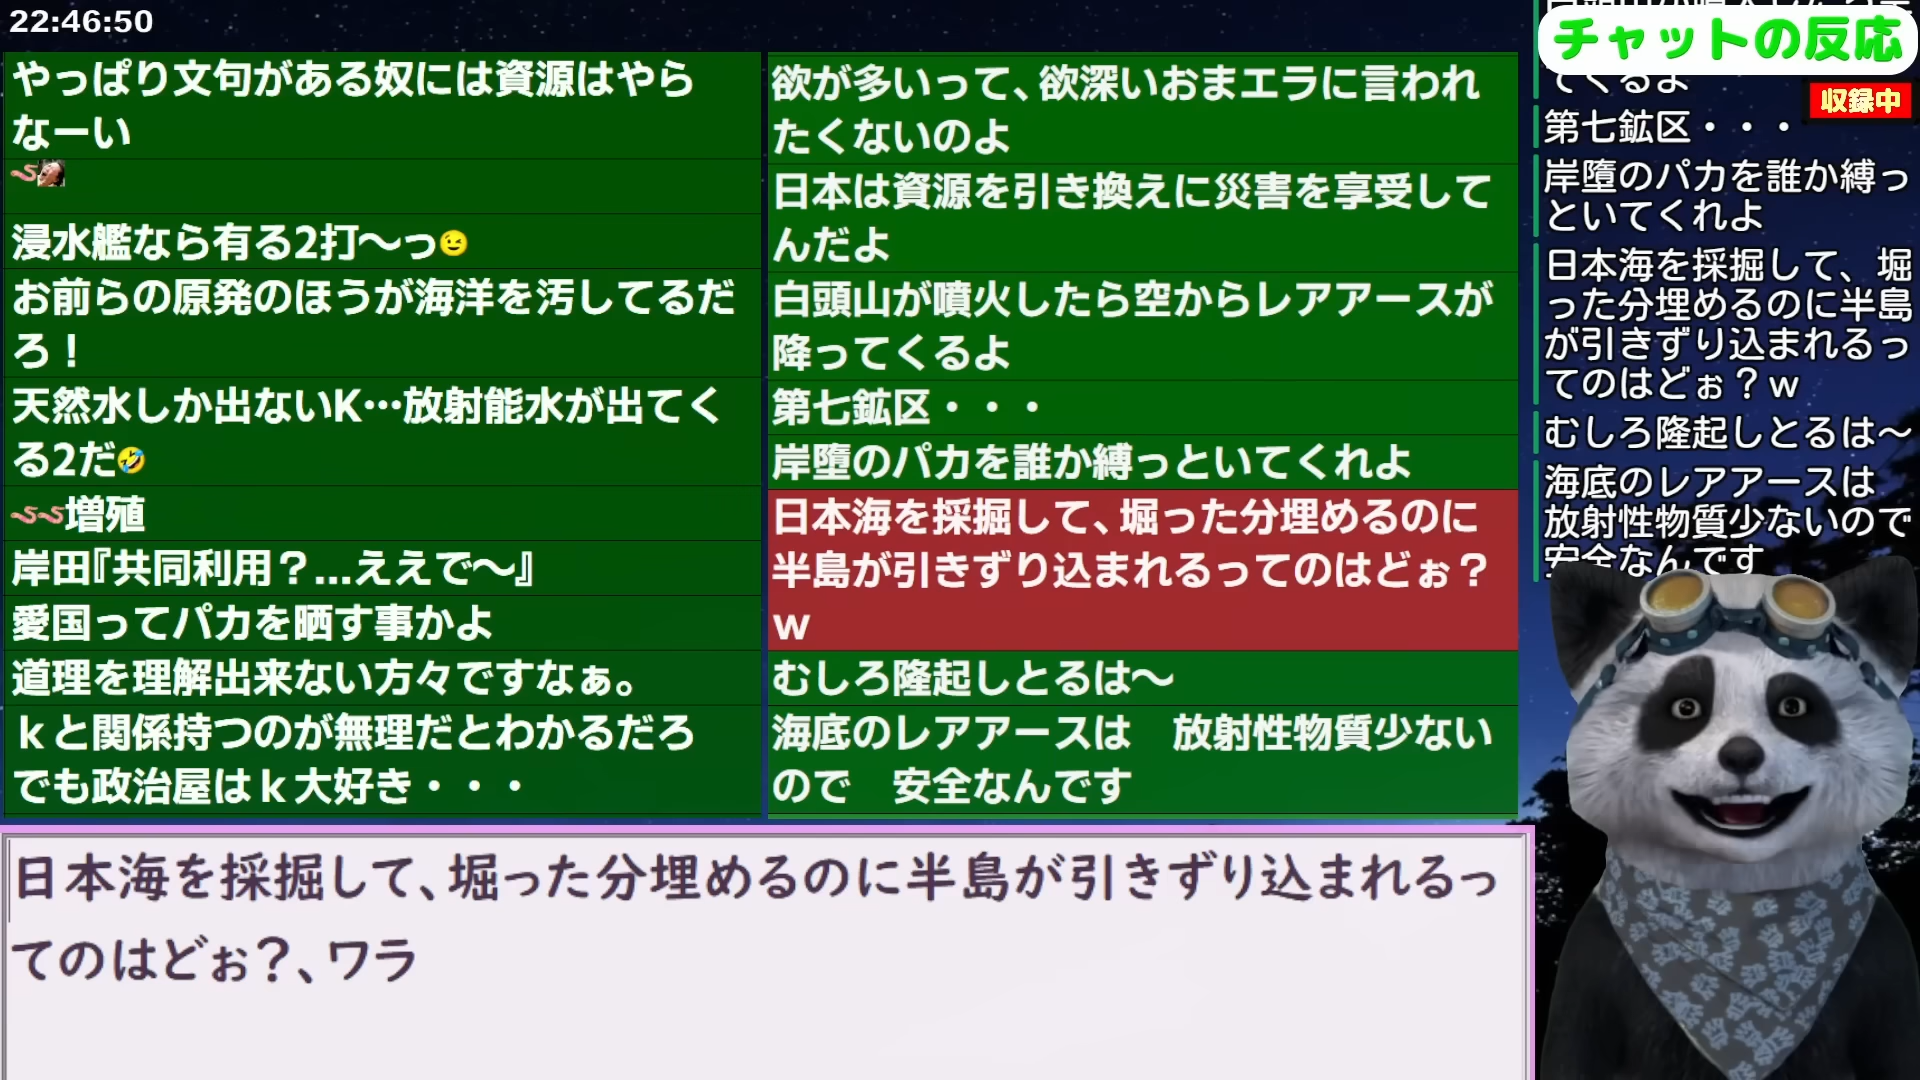 22:46:50
やっぱり文句がある奴には資源はやら
なーい
浸水艦なら有る2打～っ😉
お前らの原発のほうが海洋を汚してるだ
ろ！
天然水しか出ないK…放射能水が出てく
る2だ🤣
増殖
岸田『共同利用？…ええで～』
愛国ってパカを晒す事かよ
道理を理解出来ない方々ですなぁ。
ｋと関係持つのが無理だとわかるだろ
でも政治屋はｋ大好き・・・
欲が多いって、欲深いおまエラに言われ
たくないのよ
日本は資源を引き換えに災害を享受して
んだよ
白頭山が噴火したら空からレアアースが
降ってくるよ
第七鉱区・・・
岸墮のパカを誰か縛っといてくれよ
日本海を採掘して、堀った分埋めるのに
半島が引きずり込まれるってのはどぉ？
w
むしろ隆起しとるは～
海底のレアアースは　放射性物質少ない
ので　安全なんです
チャットの反応
てくるよ
収録中
第七鉱区・・・
岸墮のパカを誰か縛っ
といてくれよ
日本海を採掘して、堀
った分埋めるのに半島
が引きずり込まれるっ
てのはどぉ？w
むしろ隆起しとるは～
海底のレアアースは
放射性物質少ないので
安全なんです
日本海を採掘して、堀った分埋めるのに半島が引きずり込まれるっ
てのはどぉ？、ワラ